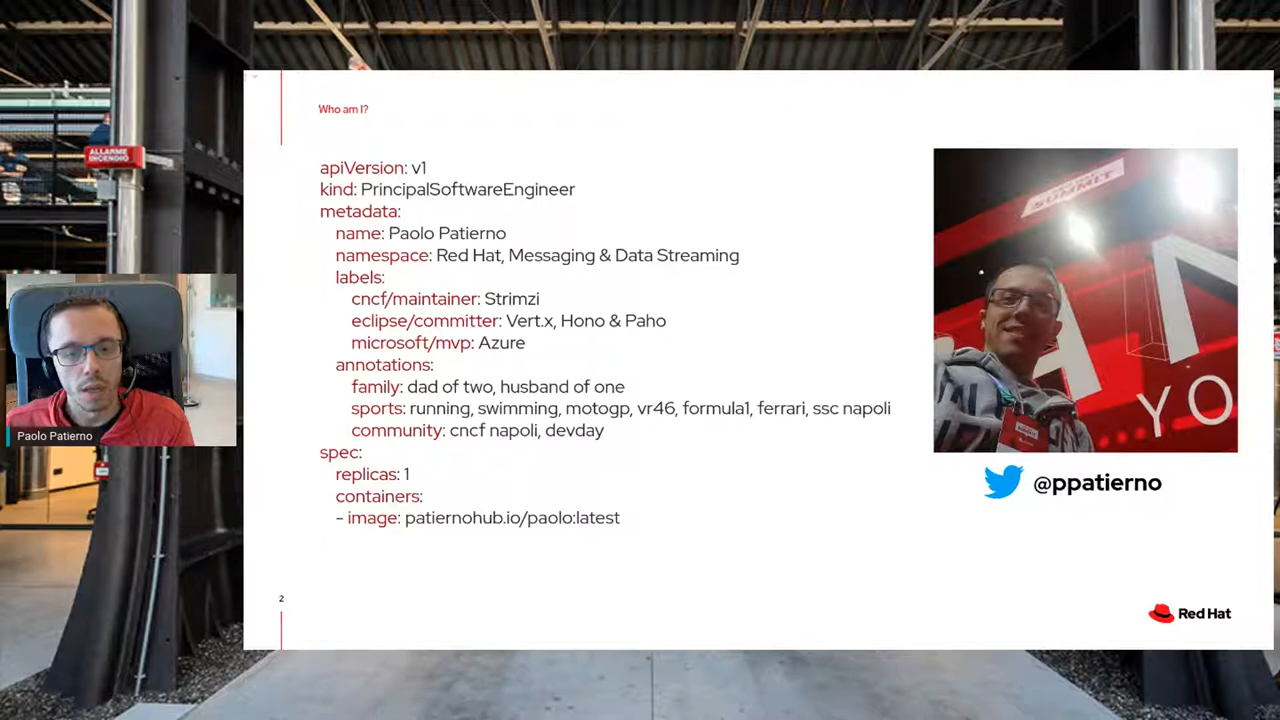 Who am I?
apiVersion: v1
kind: PrincipalSoftwareEngineer
metadata:
name: Paolo Patierno
namespace: Red Hat, Messaging & Data Streaming
labels:
cncf/maintainer: Strimzi
eclipse/committer: Vert.x, Hono & Paho
microsoft/mvp: Azure
annotations:
family: dad of two, husband of one
sports: running, swimming, motogp, vr46, formula1, ferrari, ssc napoli
community: cncf napoli, devday
spec:
replicas: 1
containers:
- image: patiernohub.io/paolo:latest
SUMMIT
YO
@ppatierno
2
Red Hat
ALLARME
INCENDIO
Paolo Patierno